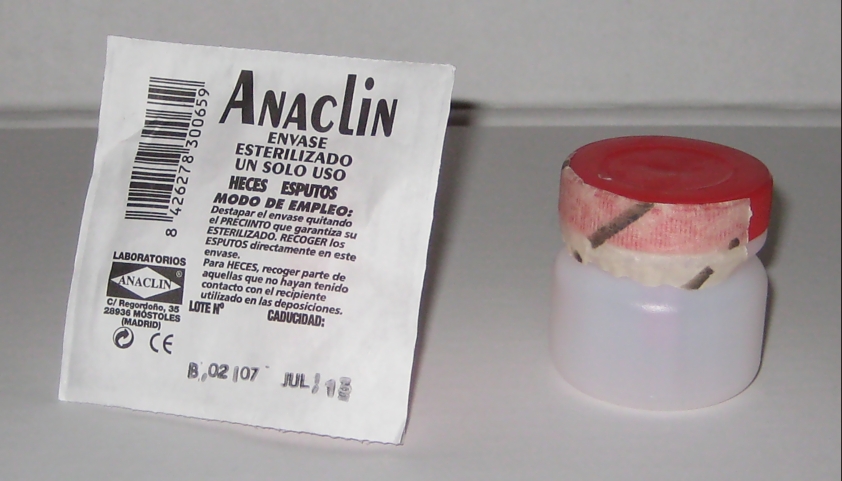 8 426278 300659
ANACLIN
ENVASE
ESTERILIZADO
UN SOLO USO
HECES ESPUTOS
MODO DE EMPLEO:
Destapar el envase quitando
el PRECIINTO que garantiza su
ESTERILIZADO. RECOGER los
ESPUTOS directamente en este
envase.
Para HECES, recoger parte de
aquellas que no hayan tenido
contacto con el recipiente
utilizado en las deposiciones.
LOTE Nº CADUCIDAD:
LABORATORIOS
ANACLIN ®
C/ Regordoño, 35
28936 MÓSTOLES
(MADRID)
CE
B.02 07 JUL